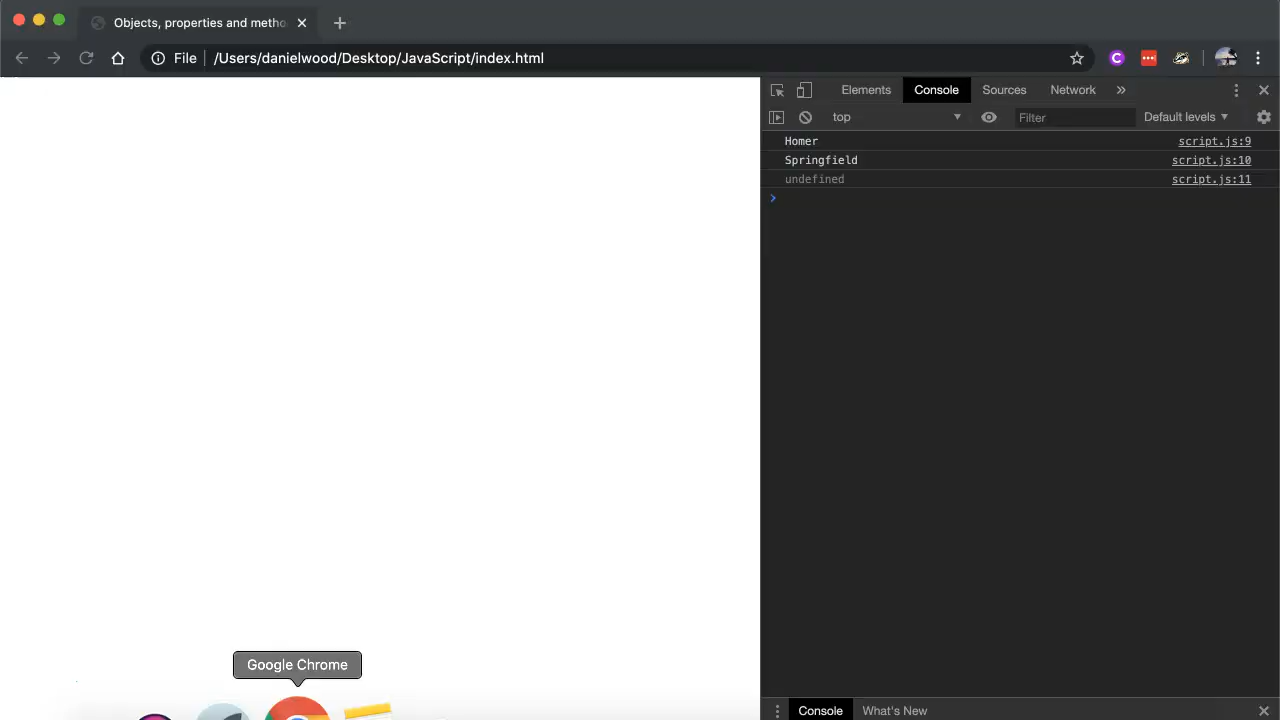 Objects, properties and metho
File
/Users/danielwood/Desktop/JavaScript/index.html
Elements
Console
Sources
Network
top
Filter
Default levels
Homer script.js:9
Springfield script.js:10
undefined script.js:11
Google Chrome
Console
What's New